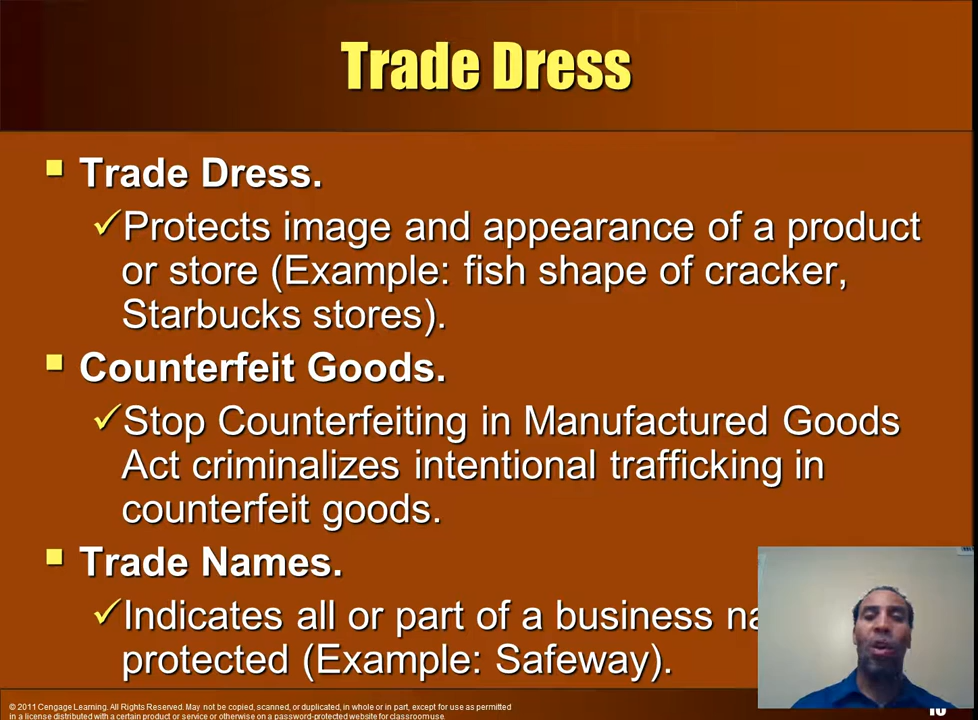 Trade Dress
Trade Dress.
Protects image and appearance of a product
or store (Example: fish shape of cracker,
Starbucks stores).
Counterfeit Goods.
Stop Counterfeiting in Manufactured Goods
Act criminalizes intentional trafficking in
counterfeit goods.
Trade Names.
Indicates all or part of a business
protected (Example: Safeway).
© 2011 Cengage Learning. All Rights Reserved. May not be copied, scanned, or duplicated, in whole or in part, except for use as permitted
in a license distributed with a certain product or service or otherwise on a password-protected website for classroom use.